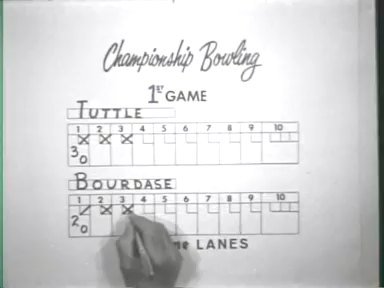 Championship Bowling
1ST GAME
TUTTLE
1 2 3 4 5 6 7 8 9 10
X X X
30
BOURDASE
1 2 3 4 5 6 7 8 9 10
/ X X
20
LANES